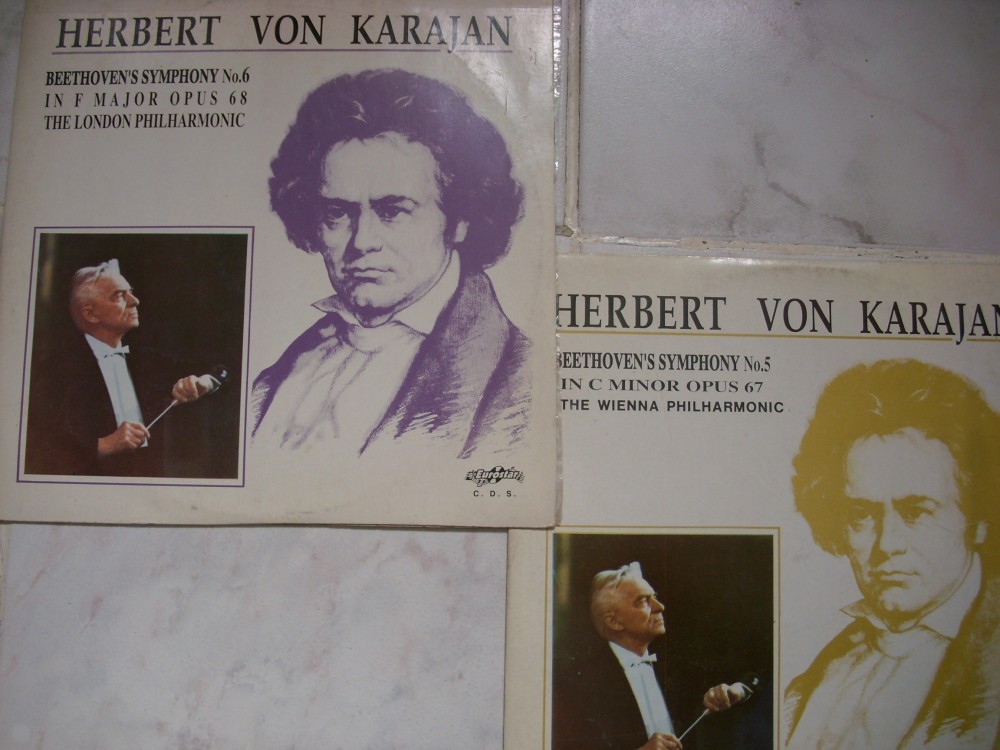 HERBERT VON KARAJAN
BEETHOVEN'S SYMPHONY No.6
IN F MAJOR OPUS 68
THE LONDON PHILHARMONIC
Eurostar
C. D. S.
HERBERT VON KARAJAN
BEETHOVEN'S SYMPHONY No.5
IN C MINOR OPUS 67
THE WIENNA PHILHARMONIC